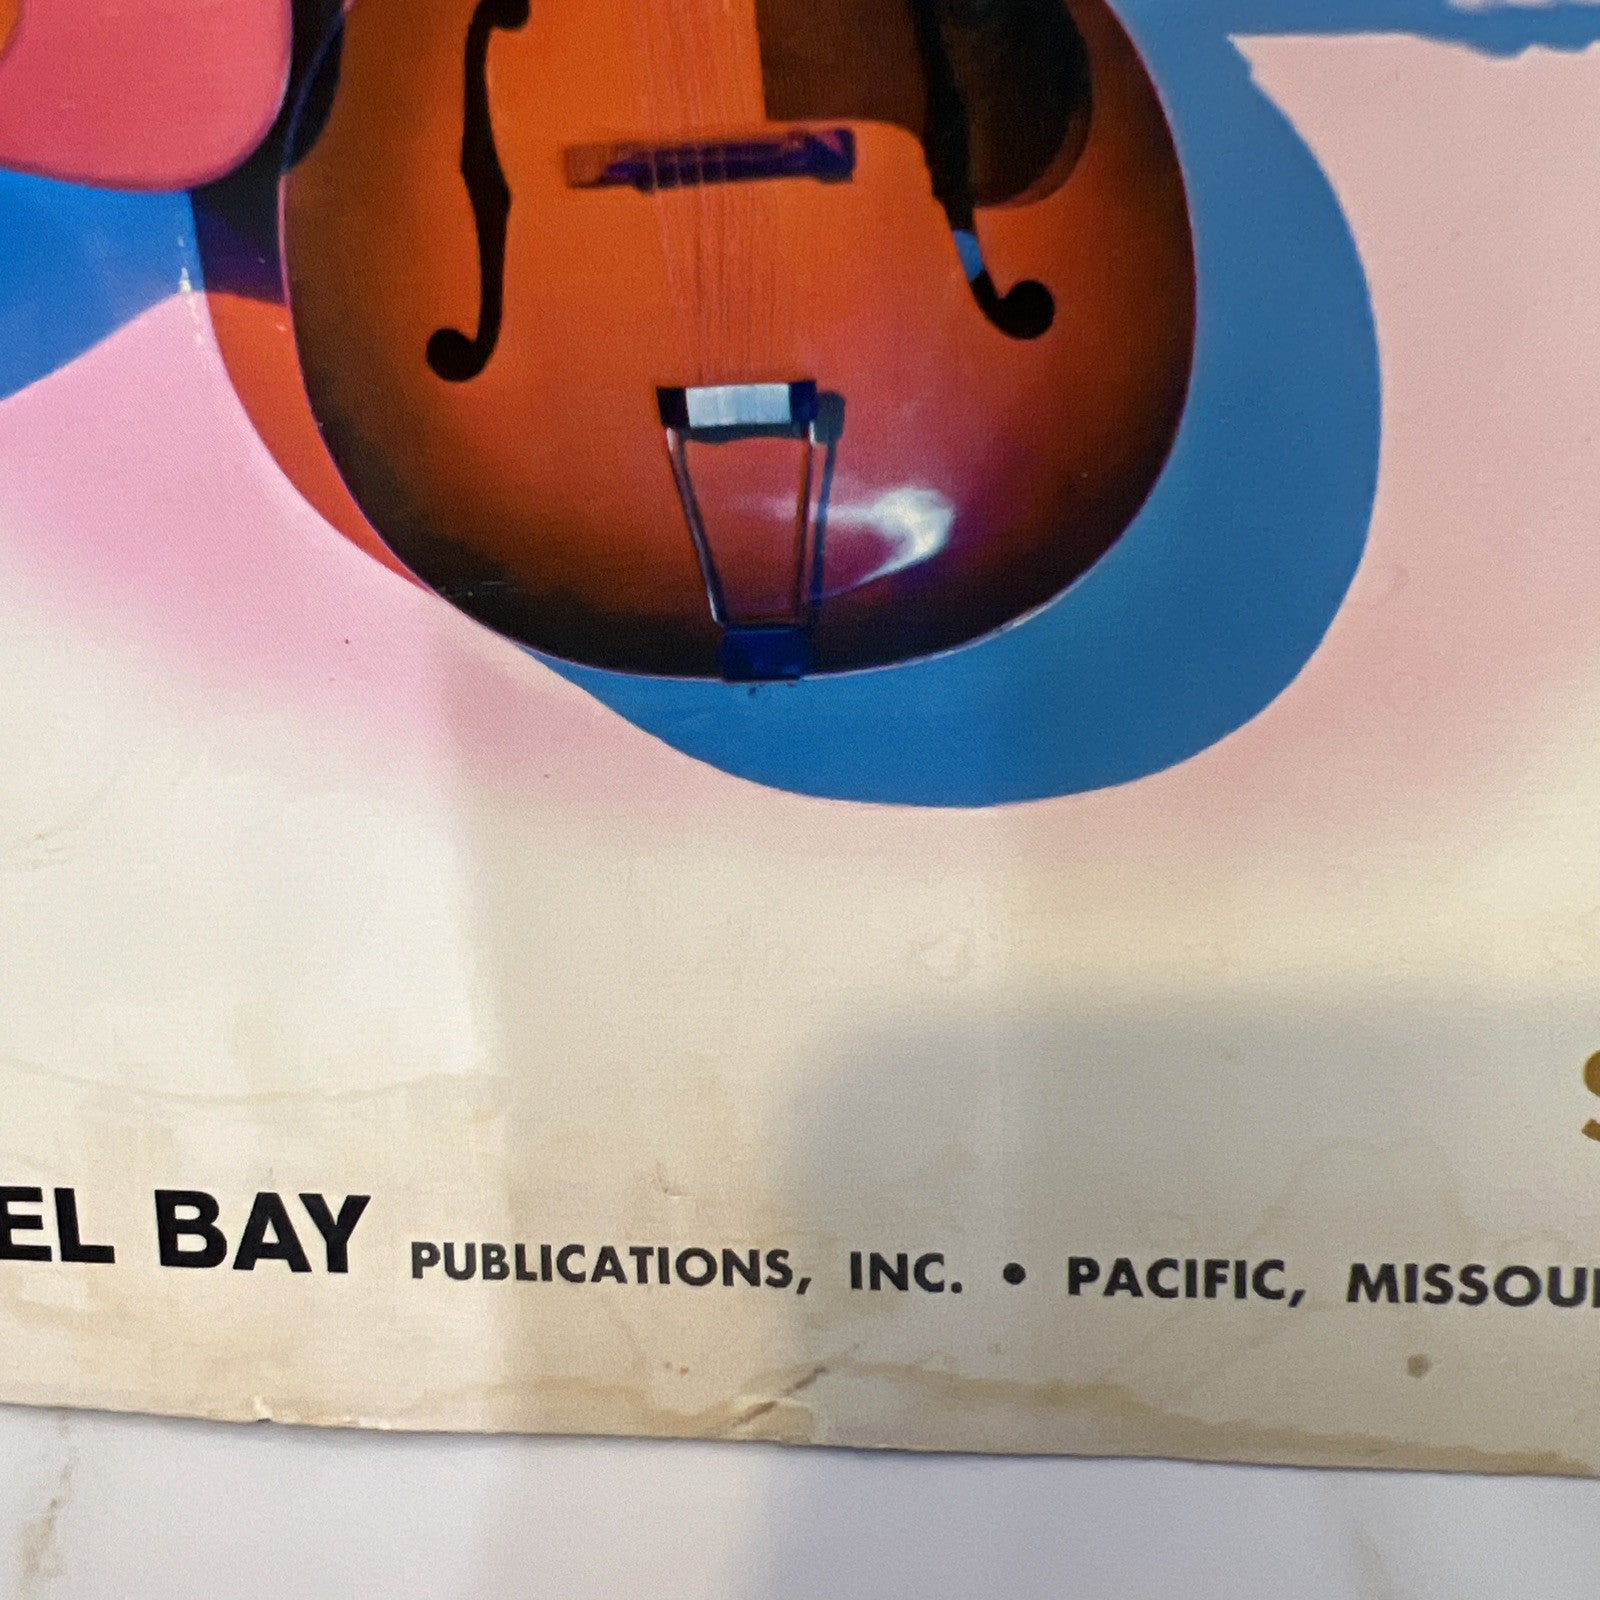 S
EL BAY PUBLICATIONS, INC. • PACIFIC, MISSOU